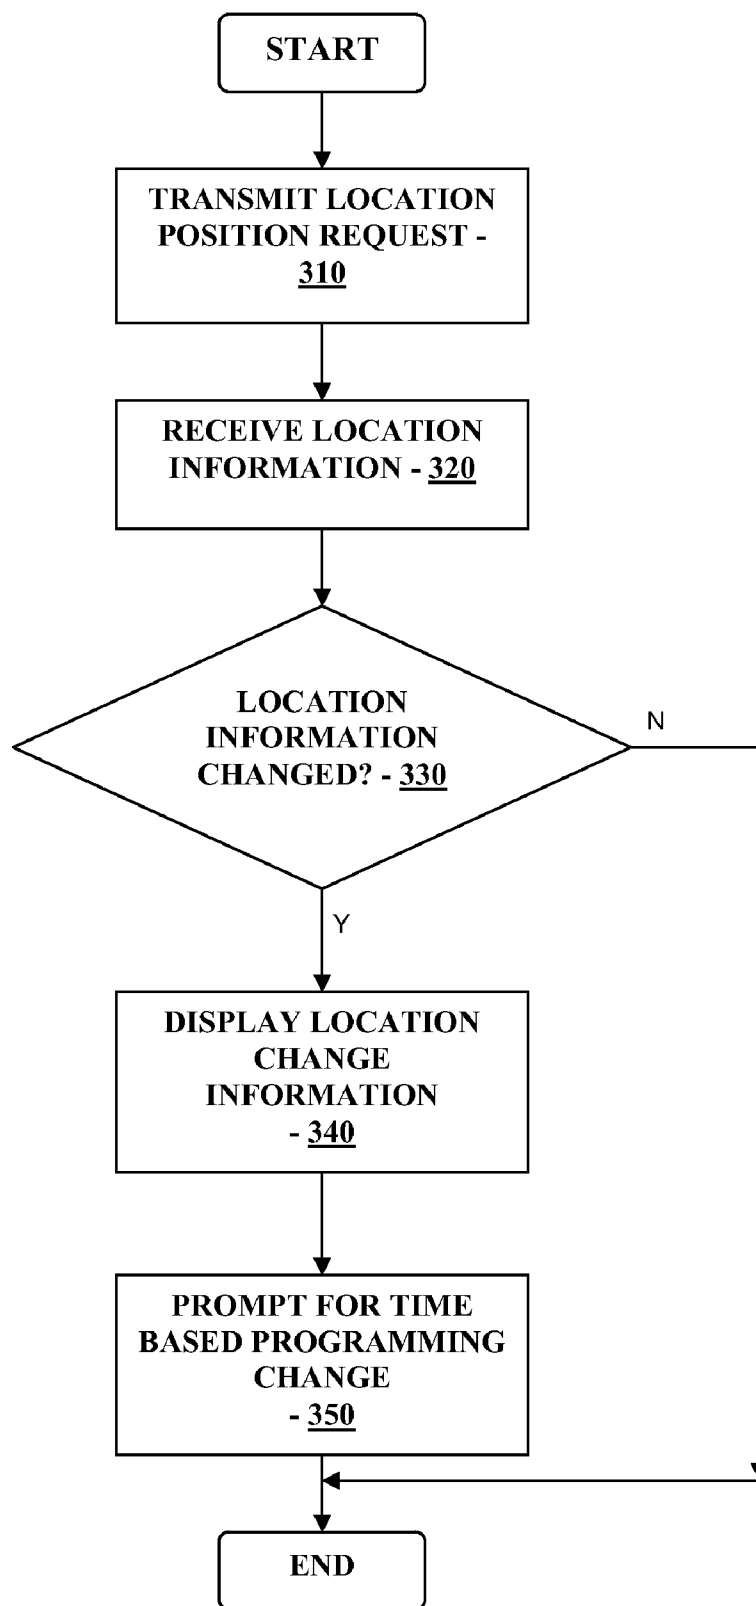 START
TRANSMIT LOCATION
POSITION REQUEST -
310
RECEIVE LOCATION
INFORMATION - 320
LOCATION
INFORMATION
CHANGED? - 330
N
Y
DISPLAY LOCATION
CHANGE
INFORMATION
- 340
PROMPT FOR TIME
BASED PROGRAMMING
CHANGE
- 350
END